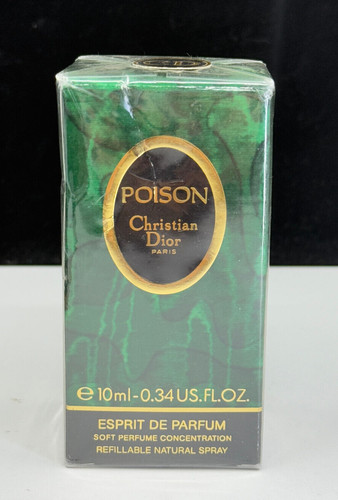 POISON
Christian
Dior
PARIS
℮ 10ml-0.34 US.FL.OZ.
ESPRIT DE PARFUM
SOFT PERFUME CONCENTRATION
REFILLABLE NATURAL SPRAY